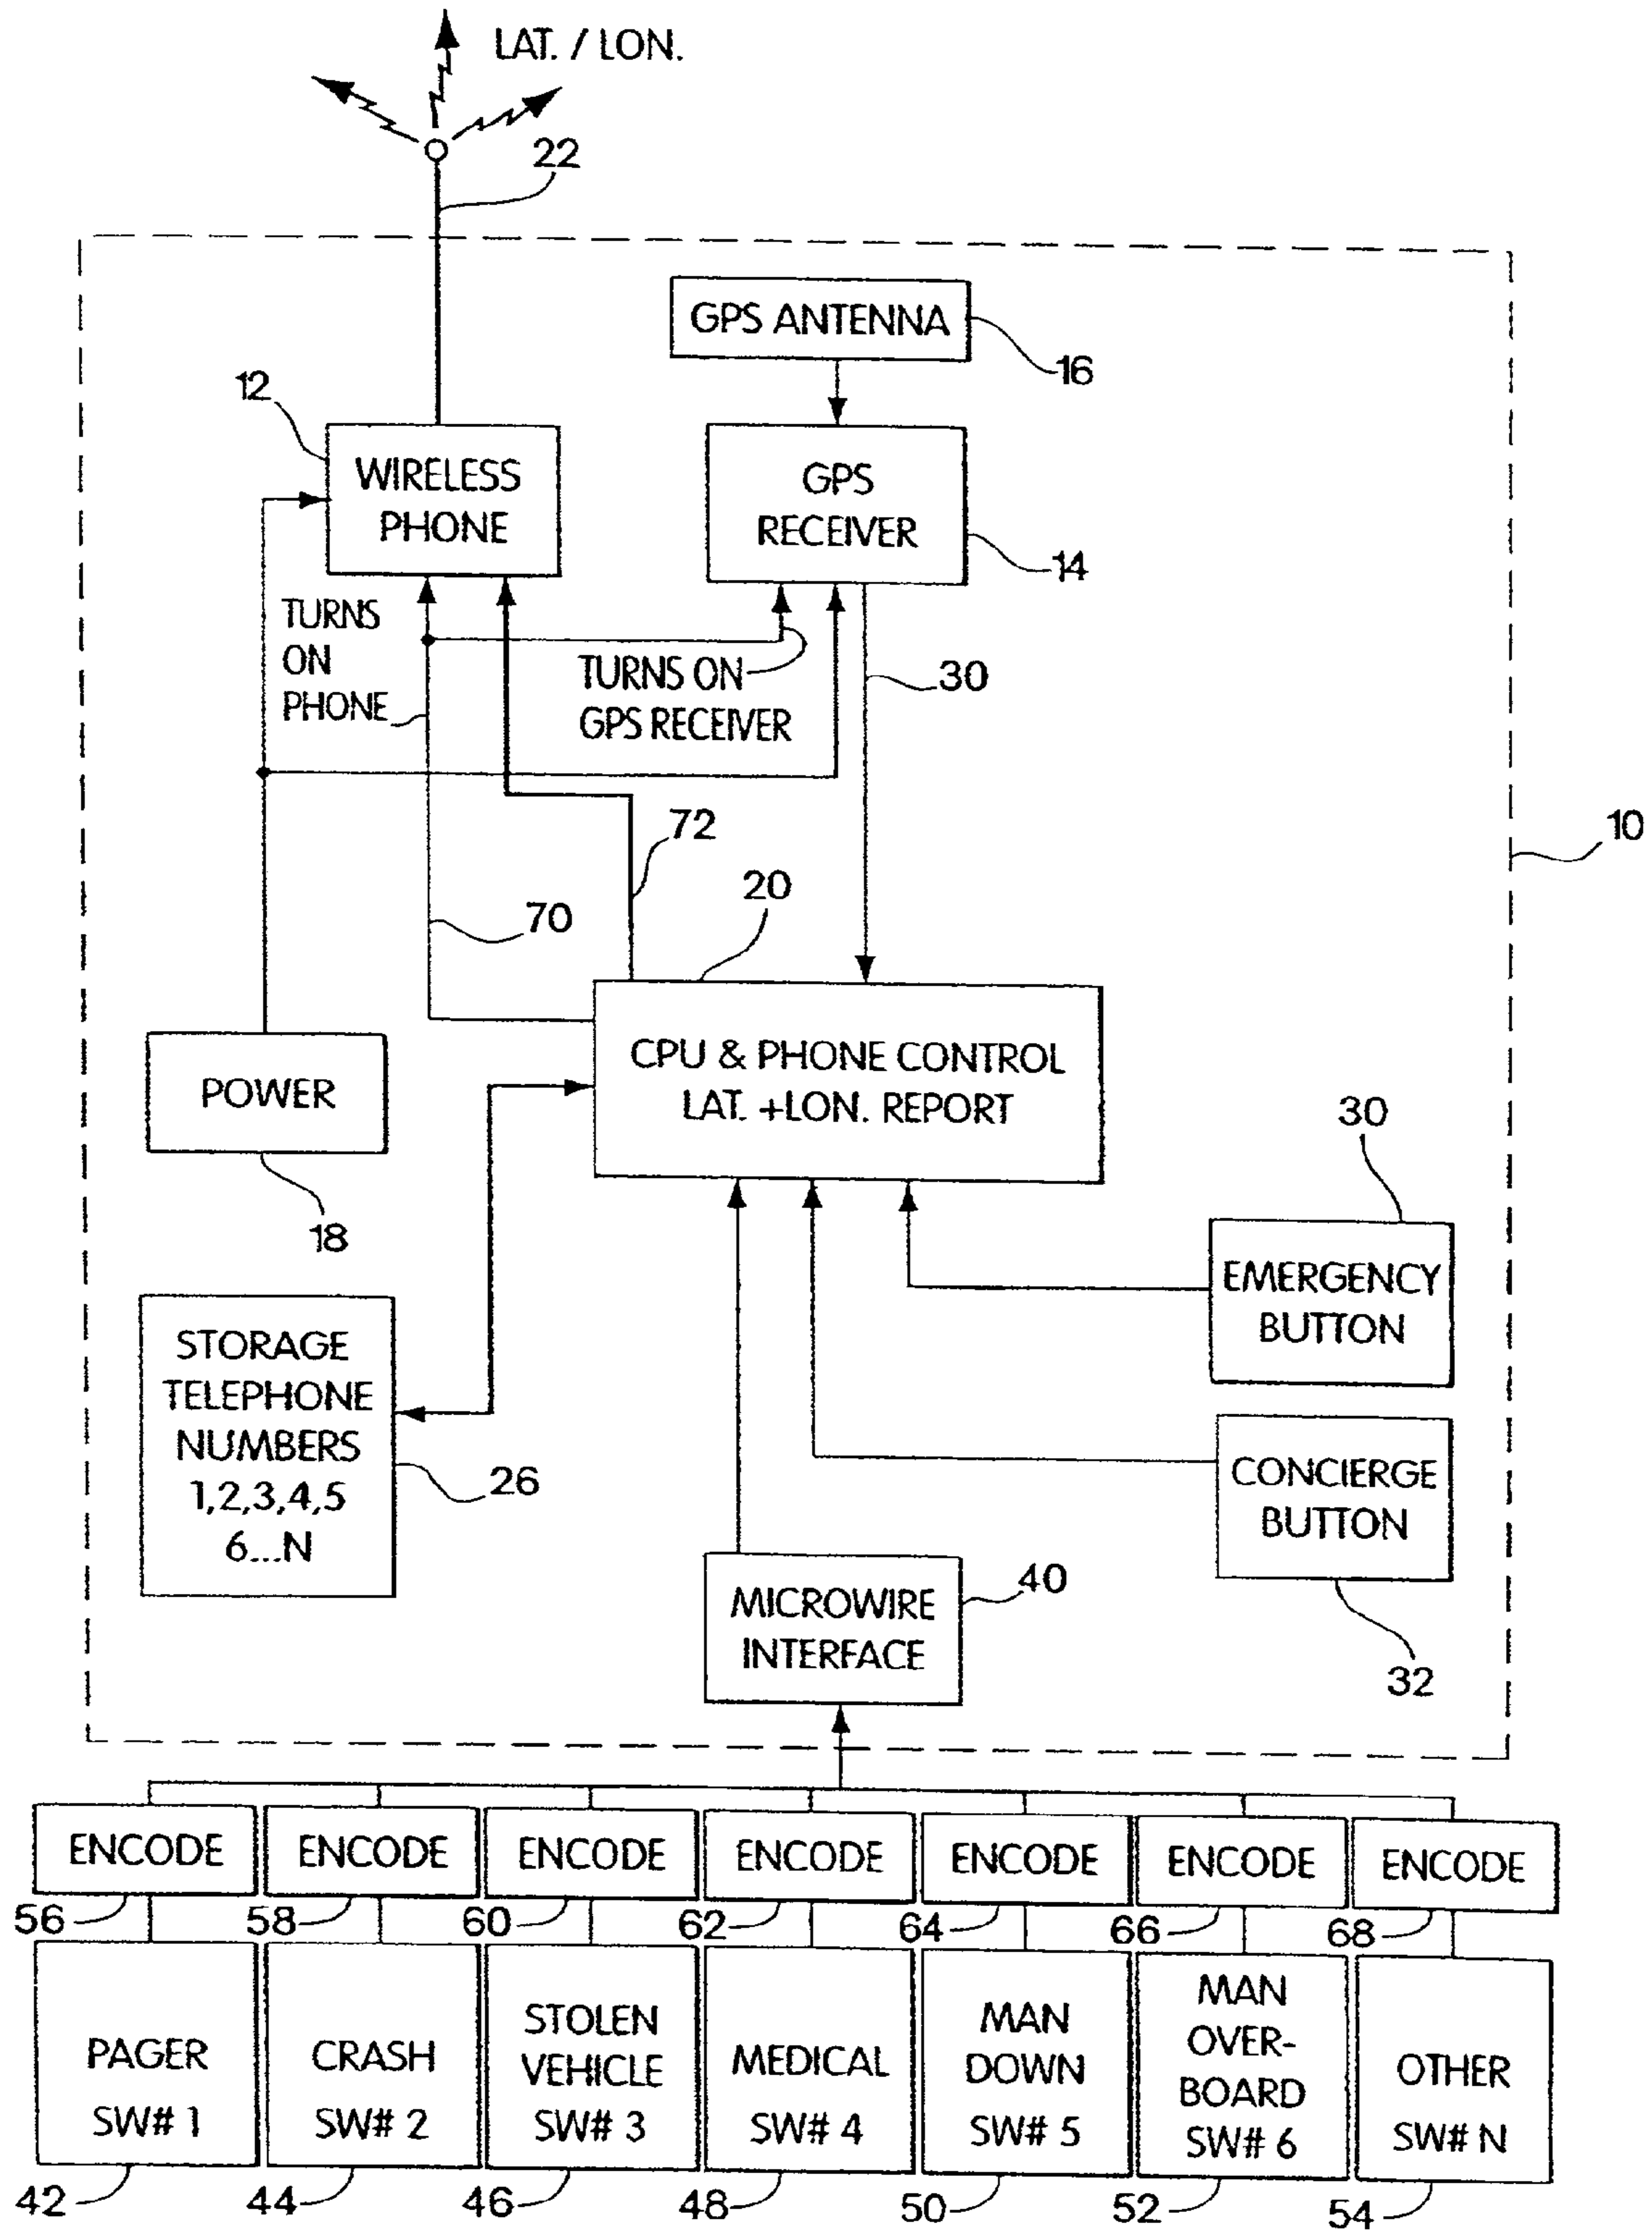 LAT. / LON.
22
GPS ANTENNA
16
12
WIRELESS
PHONE
GPS
RECEIVER
14
TURNS
ON
PHONE
TURNS ON
GPS RECEIVER
30
72
10
20
70
CPU & PHONE CONTROL
LAT. +LON. REPORT
POWER
18
30
EMERGENCY
BUTTON
STORAGE
TELEPHONE
NUMBERS
1,2,3,4,5
6...N
26
CONCIERGE
BUTTON
32
MICROWIRE
INTERFACE
40
ENCODE ENCODE ENCODE ENCODE ENCODE ENCODE ENCODE
56 58 60 62 64 66 68
PAGER
SW# 1
CRASH
SW# 2
STOLEN
VEHICLE
SW# 3
MEDICAL
SW# 4
MAN
DOWN
SW# 5
MAN
OVER-
BOARD
SW# 6
OTHER
SW# N
42 44 46 48 50 52 54